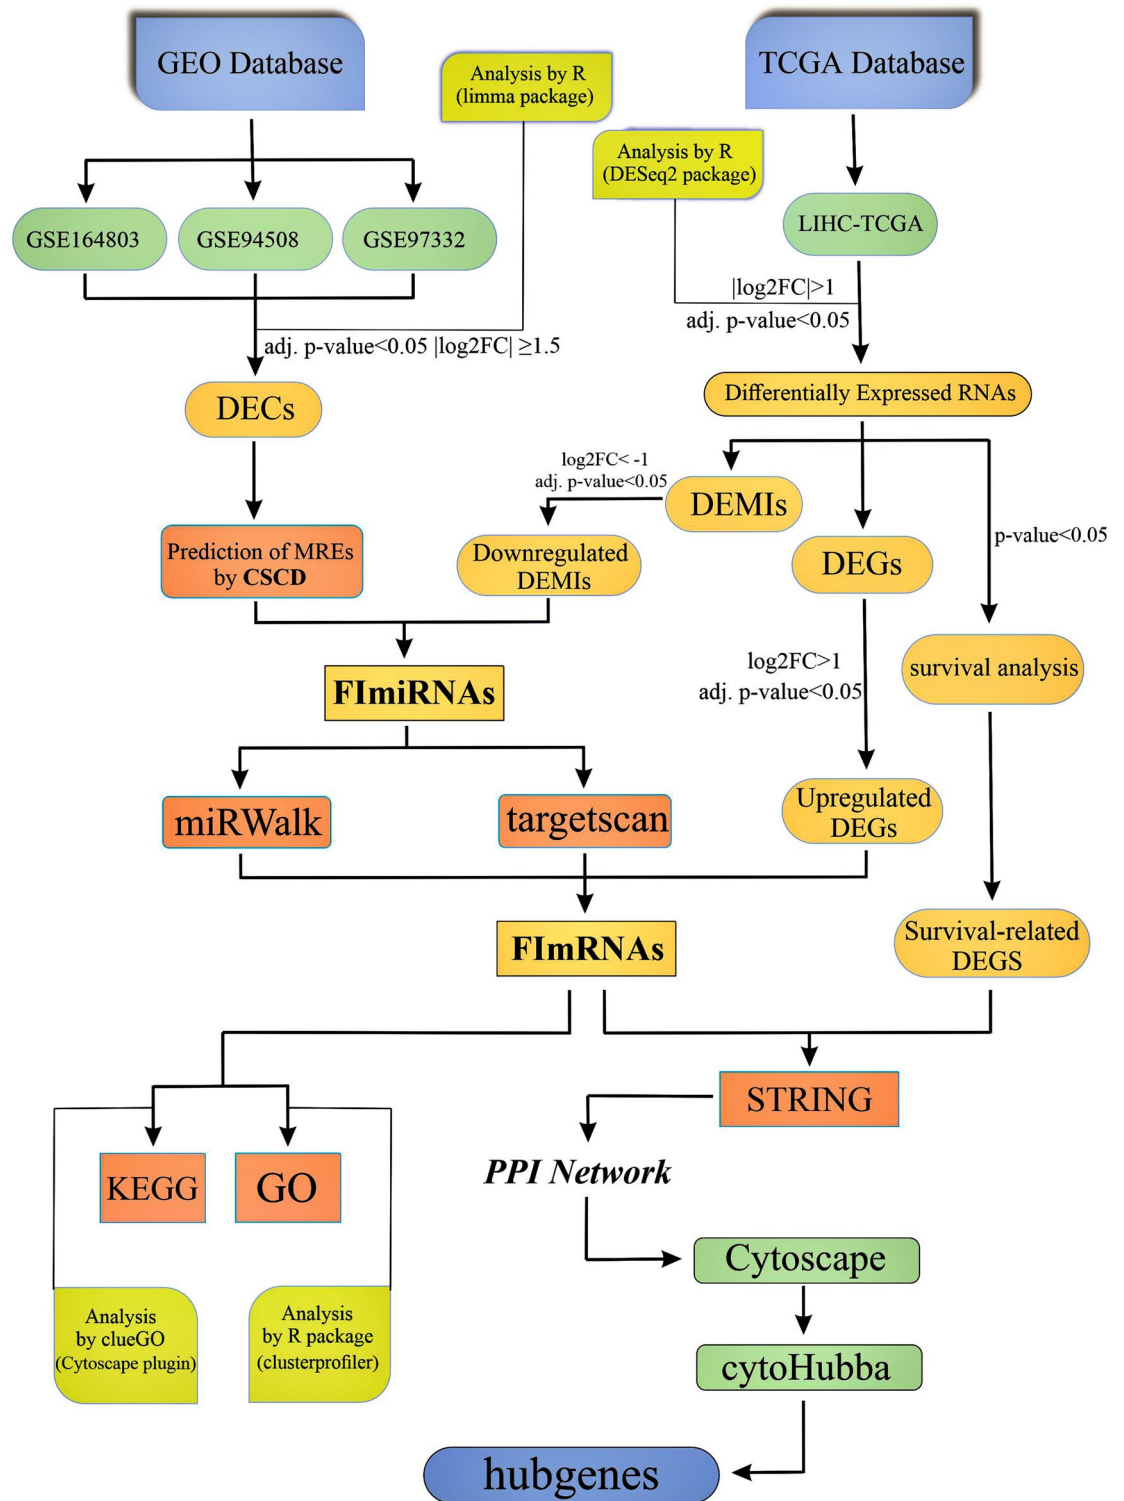 GEO Database
TCGA Database
Analysis by R
(limma package)
Analysis by R
(DESeq2 package)
GSE164803
GSE94508
GSE97332
LIHC-TCGA
|log2FC|>1
adj. p-value<0.05
adj. p-value<0.05 |log2FC| ≥1.5
DECs
Differentially Expressed RNAs
log2FC< -1
adj. p-value<0.05
DEMIs
p-value<0.05
Prediction of MREs
by CSCD
Downregulated
DEMIs
DEGs
log2FC>1
adj. p-value<0.05
survival analysis
FImiRNAs
miRWalk
targetscan
Upregulated
DEGs
FImRNAs
Survival-related
DEGS
STRING
KEGG
GO
PPI Network
Cytoscape
Analysis
by clueGO
(Cytoscape plugin)
Analysis
by R package
(clusterprofiler)
cytoHubba
hubgenes